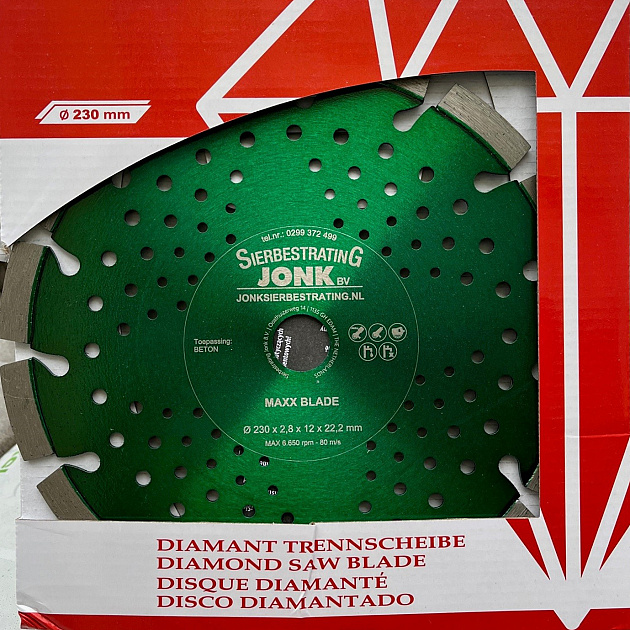 Ø 230 mm
tel.nr.: 0299 372 499
SIERBESTRATING
JONK BV
JONKSIERBESTRATING.NL
Toepassing:
BETON
MAXX BLADE
Ø 230 x 2,8 x 12 x 22,2 mm
MAX 6.650 rpm - 80 m/s
DIAMANT TRENNSCHEIBE
DIAMOND SAW BLADE
DISQUE DIAMANTÉ
DISCO DIAMANTADO